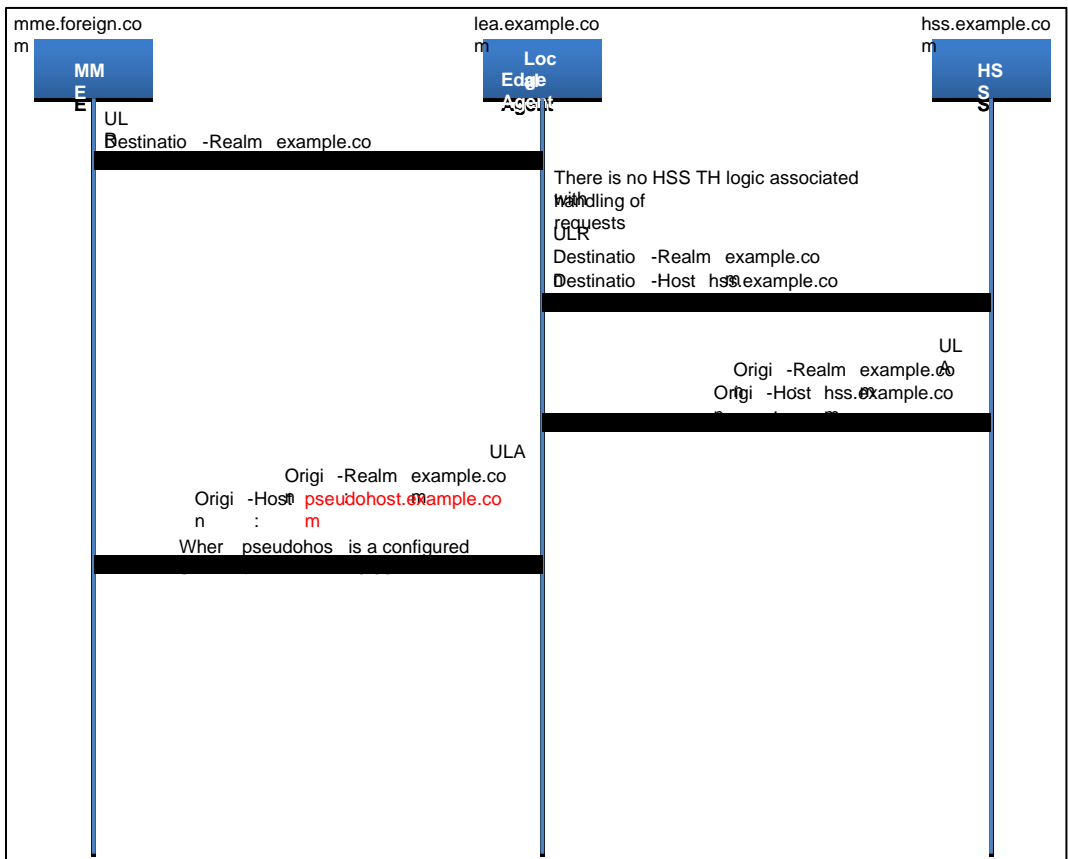 mme.foreign.co
m
lea.example.co
m
hss.example.co
m
MM
E
Loc
al
Edge
Agent
HS
S
UL
R
Destinatio -Realm example.co
There is no HSS TH logic associated
with
handling of
requests
ULR
Destinatio -Realm example.co
n : m.
Destinatio -Host hss.example.co
UL
A
Origi -Realm example.co
n : m
Origi -Host hss.example.co
n : m
ULA
Origi -Realm example.co
n : m
Origi -Host pseudohost.example.co
n : m
Wher pseudohos is a configured